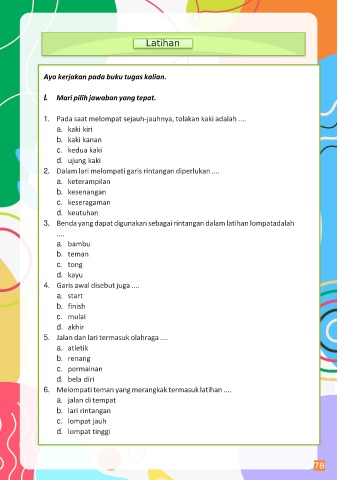 Latihan
Ayo kerjakan pada buku tugas kalian.
I. Mari pilih jawaban yang tepat.
1. Pada saat melompat sejauh-jauhnya, tolakan kaki adalah ....
a. kaki kiri
b. kaki kanan
c. kedua kaki
d. ujung kaki
2. Dalam lari melompati garis rintangan diperlukan ....
a. keterampilan
b. kesenangan
c. keseragaman
d. keutuhan
3. Benda yang dapat digunakan sebagai rintangan dalam latihan lompatadalah
....
a. bambu
b. teman
c. tong
d. kayu
4. Garis awal disebut juga ....
a. start
b. finish
c. mulai
d. akhir
5. Jalan dan lari termasuk olahraga ....
a. atletik
b. renang
c. permainan
d. bela diri
6. Melompati teman yang merangkak termasuk latihan ....
a. jalan di tempat
b. lari rintangan
c. lompat jauh
d. lompat tinggi
78